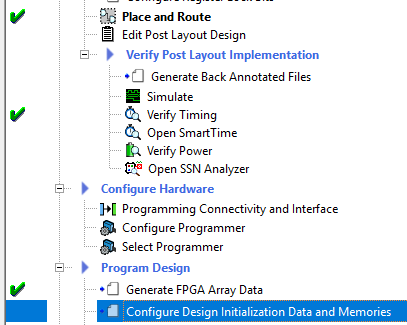 Place and Route
Edit Post Layout Design
Verify Post Layout Implementation
Generate Back Annotated Files
Simulate
Verify Timing
Open SmartTime
Verify Power
Open SSN Analyzer
Configure Hardware
Programming Connectivity and Interface
Configure Programmer
Select Programmer
Program Design
Generate FPGA Array Data
Configure Design Initialization Data and Memories